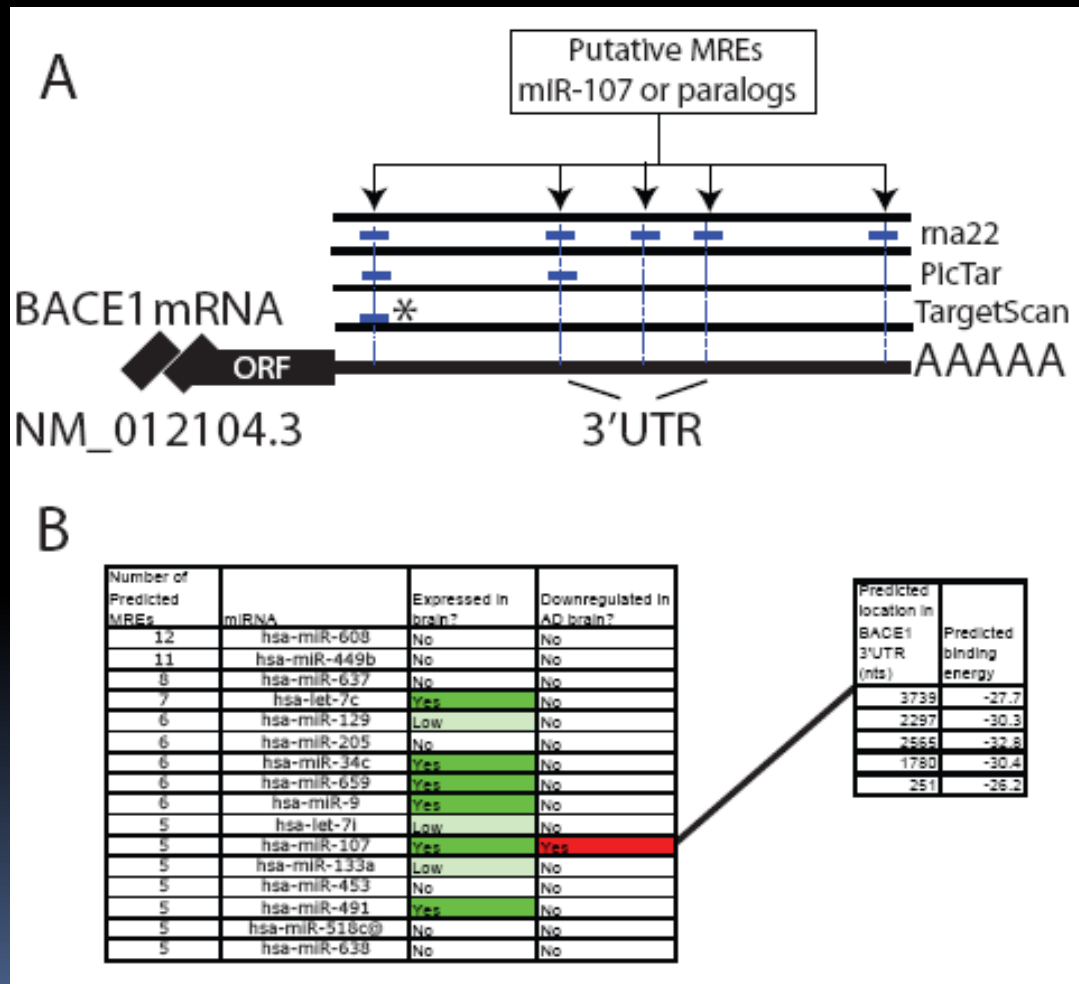 A
Putative MREs
miR-107 or paralogs
rna22
PicTar
BACE1 mRNA
*
TargetScan
ORF
AAAAA
NM_012104.3
3'UTR
B
Number of Predicted MREs | miRNA | Expressed in brain? | Downregulated in AD brain?
12 hsa-miR-608 No No
11 hsa-miR-449b No No
8 hsa-miR-637 No No
7 hsa-let-7c Yes No
6 hsa-miR-129 Low No
6 hsa-miR-205 No No
6 hsa-miR-34c Yes No
6 hsa-miR-659 Yes No
6 hsa-miR-9 Yes No
5 hsa-let-7i Low No
5 hsa-miR-107 Yes Yes
5 hsa-miR-133a Low No
5 hsa-miR-453 No No
5 hsa-miR-491 Yes No
5 hsa-miR-518c@ No No
5 hsa-miR-638 No No
Predicted location in BACE1 3'UTR (nts) | Predicted binding energy
3739 -27.7
2297 -30.3
2565 -32.8
1780 -30.4
251 -26.2